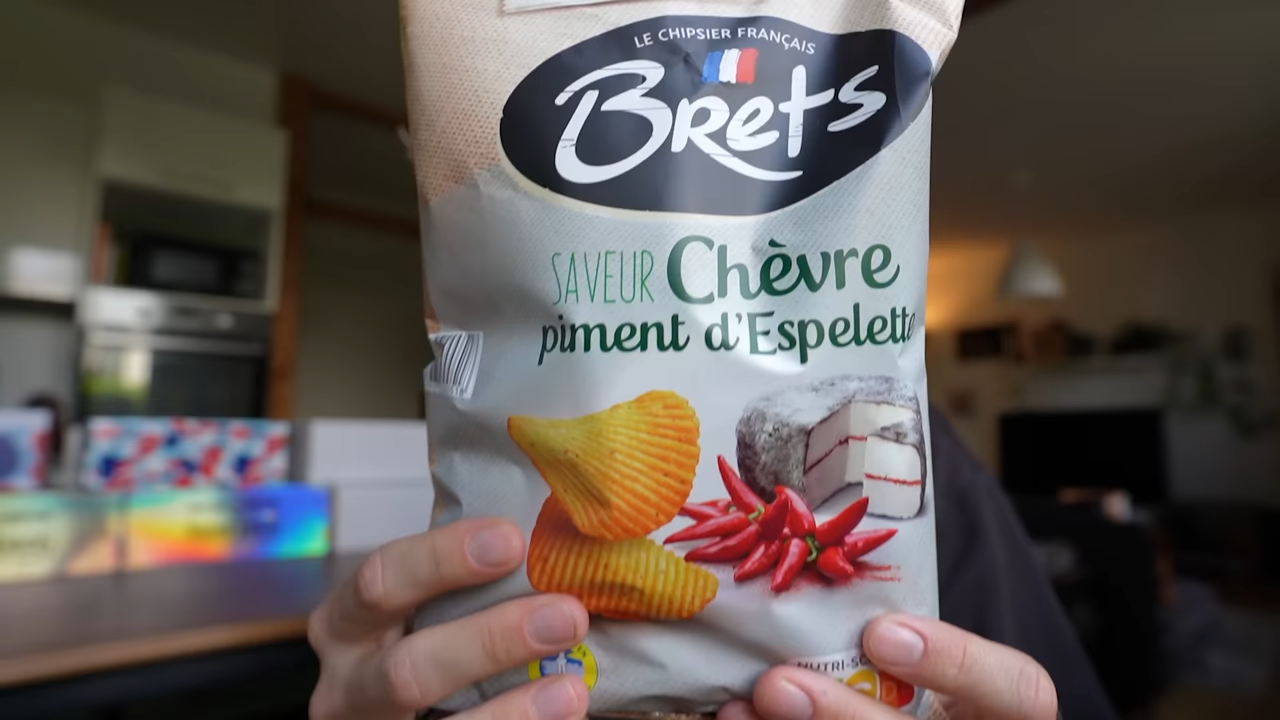 LE CHIPSIER FRANÇAIS
Brets
SAVEUR Chèvre
piment d'Espelette